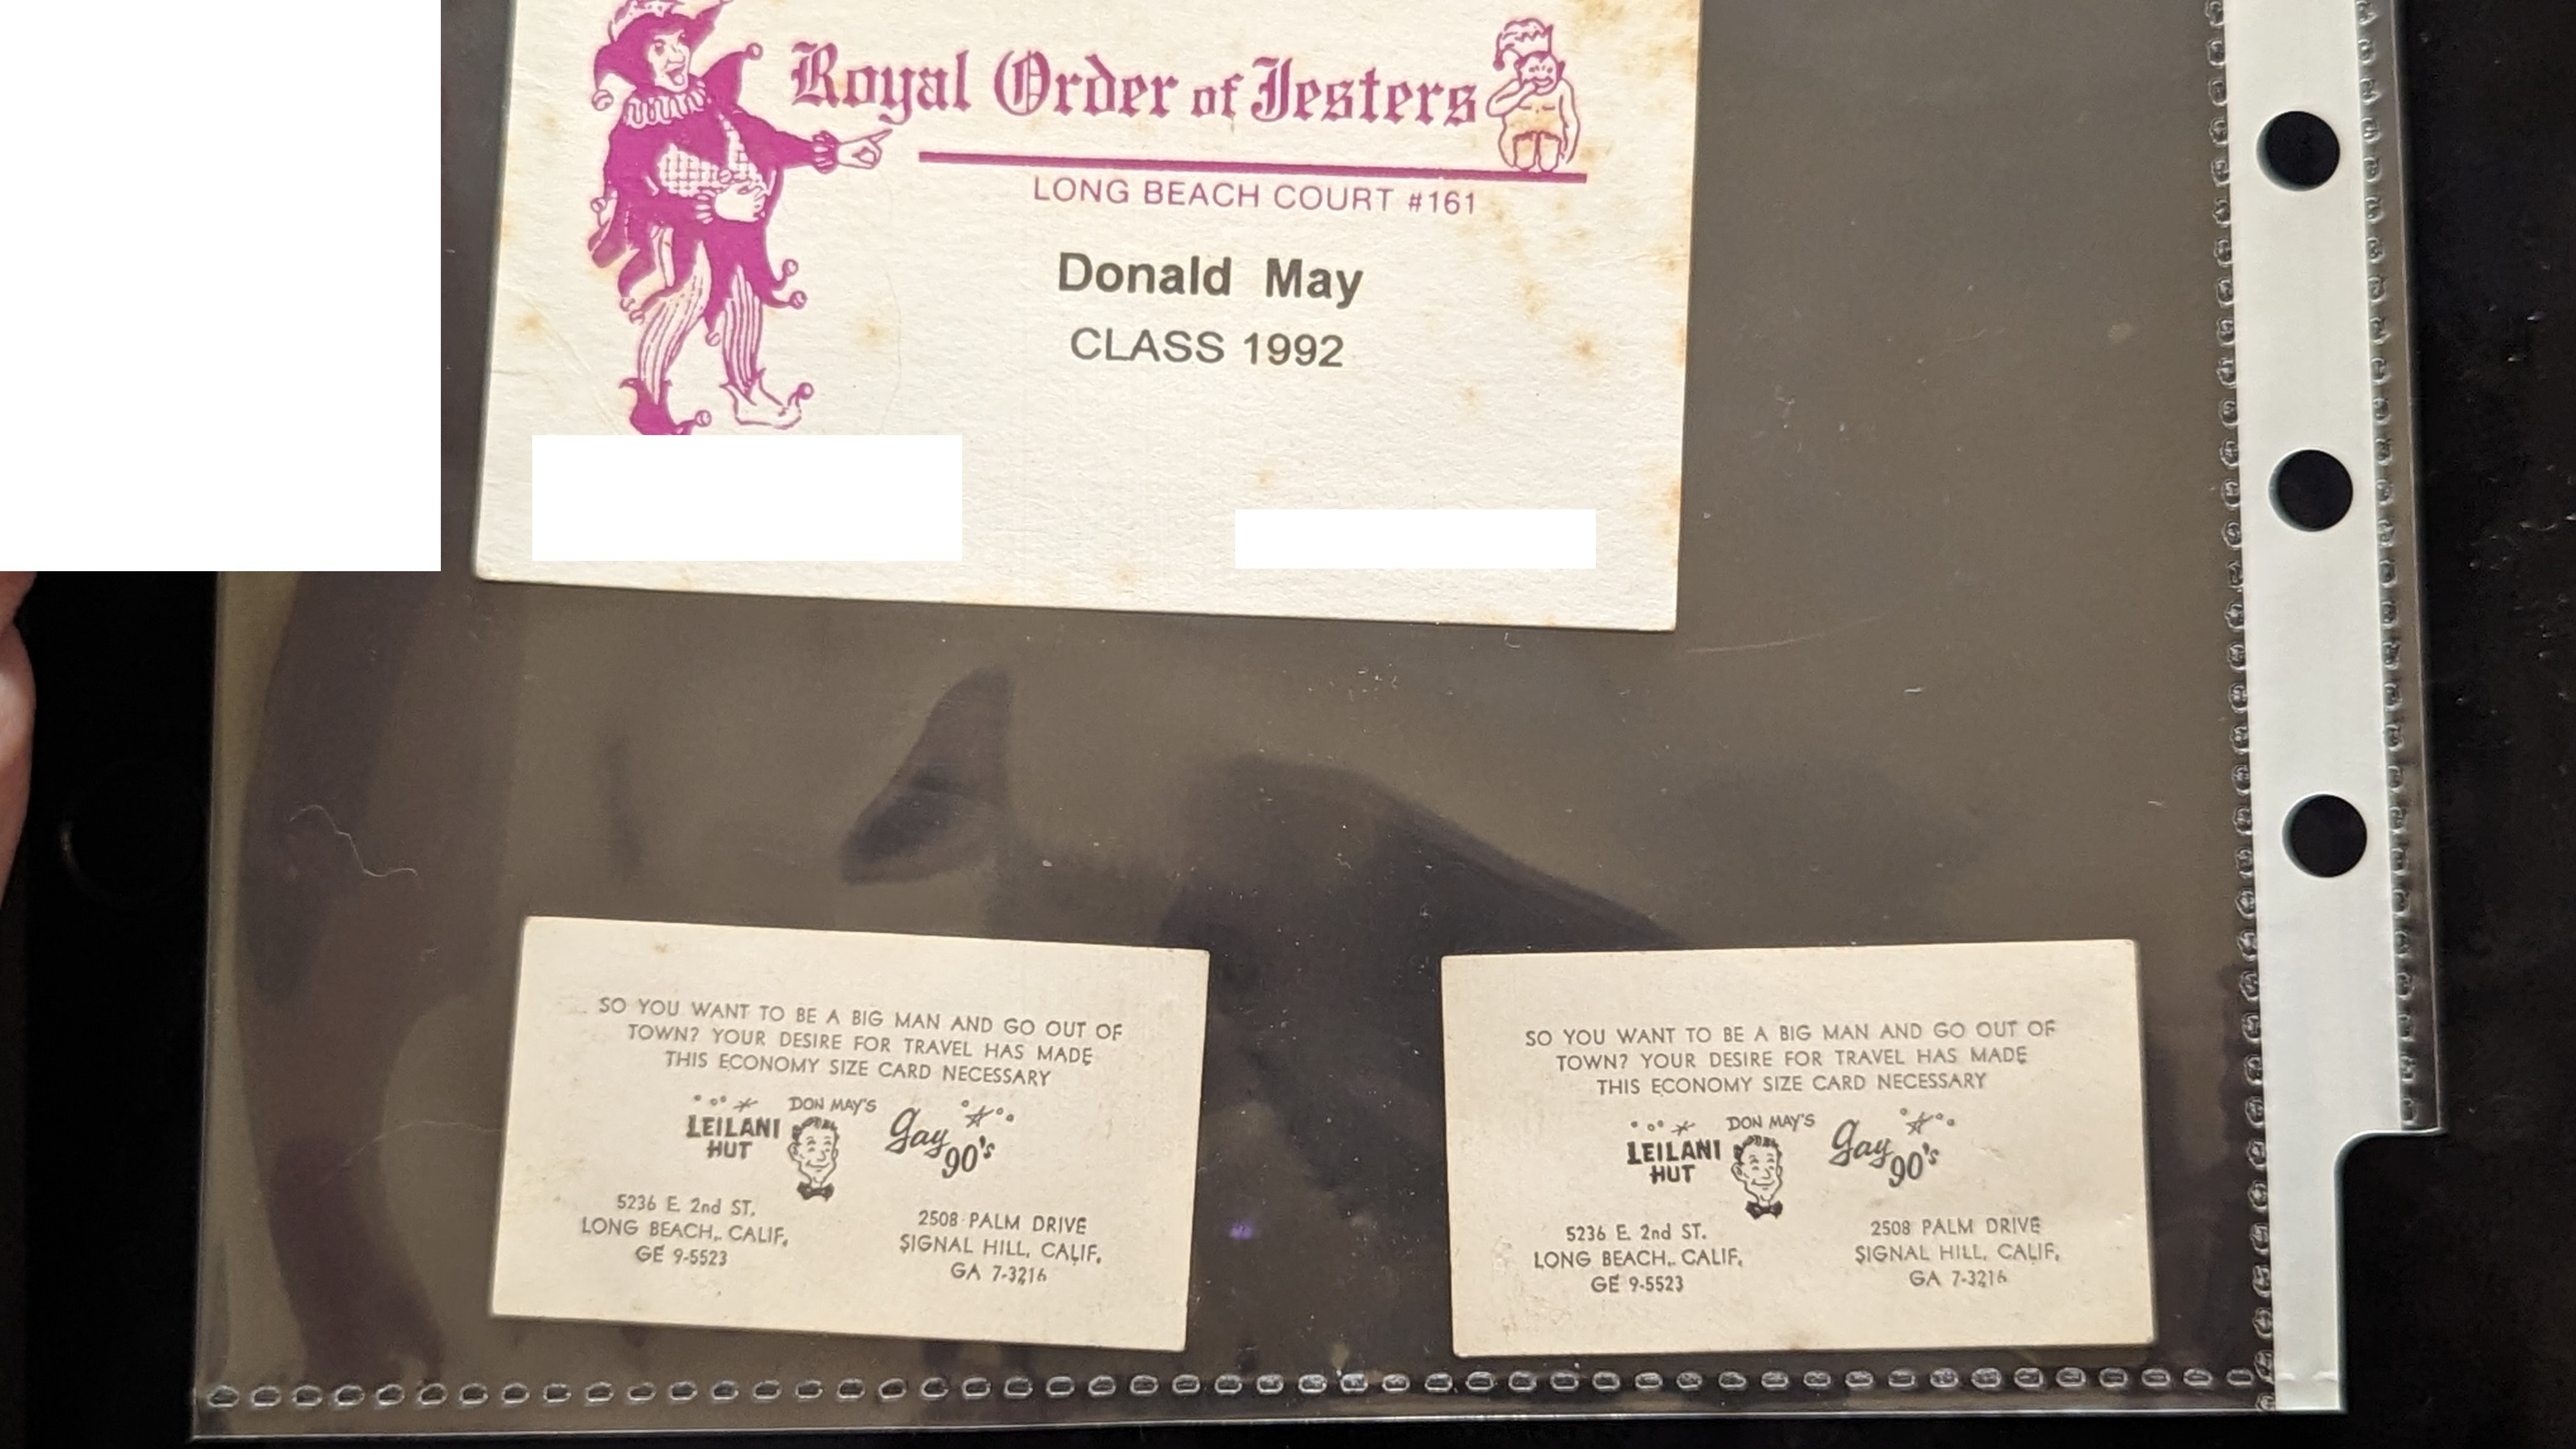 Royal Order of Jesters
LONG BEACH COURT #161
Donald May
CLASS 1992
SO YOU WANT TO BE A BIG MAN AND GO OUT OF
TOWN? YOUR DESIRE FOR TRAVEL HAS MADE
THIS ECONOMY SIZE CARD NECESSARY
DON MAY'S
LEILANI
HUT
Gay
90's
5236 E. 2nd ST.
LONG BEACH,. CALIF.
GE 9-5523
2508 PALM DRIVE
SIGNAL HILL, CALIF.
GA 7-3216
SO YOU WANT TO BE A BIG MAN AND GO OUT OF
TOWN? YOUR DESIRE FOR TRAVEL HAS MADE
THIS ECONOMY SIZE CARD NECESSARY
DON MAY'S
LEILANI
HUT
Gay
90's
5236 E. 2nd ST.
LONG BEACH,. CALIF.
GE 9-5523
2508 PALM DRIVE
SIGNAL HILL, CALIF.
GA 7-3216